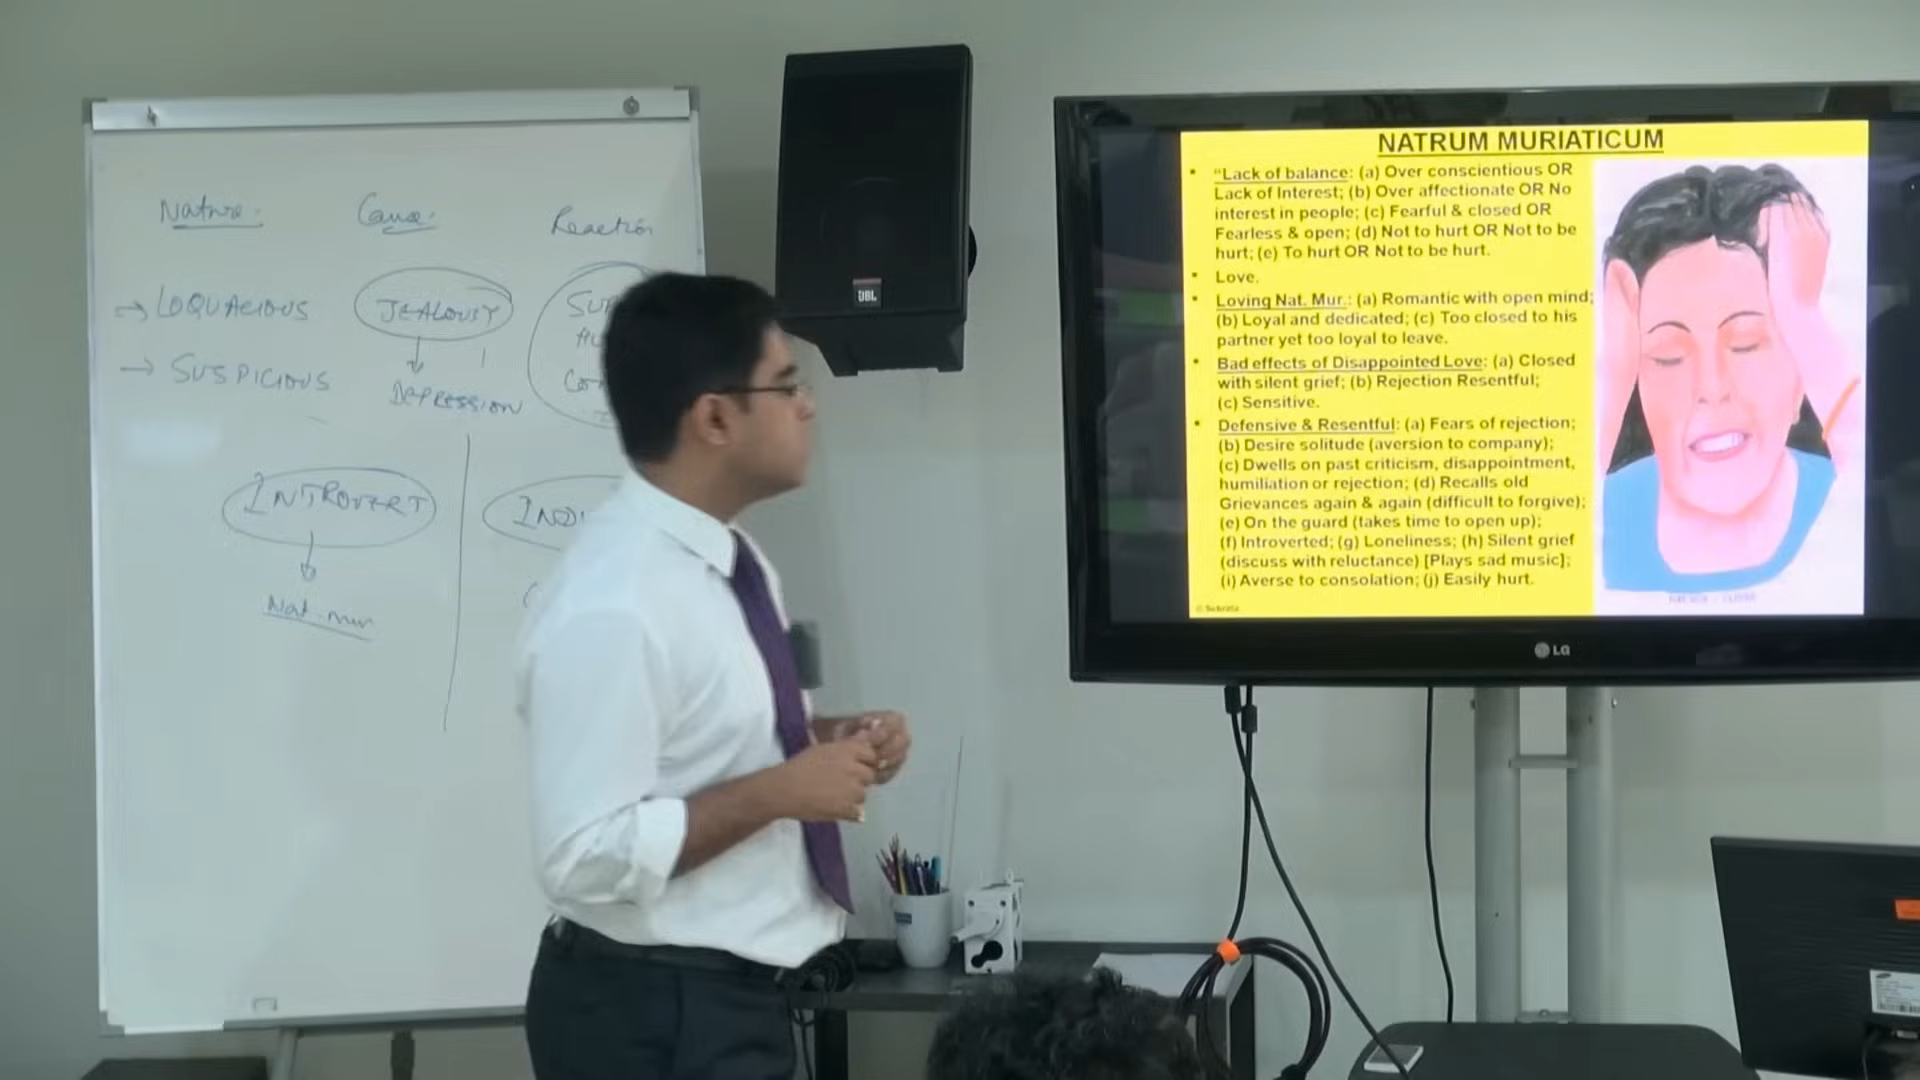 Nature:
Cause:
Reaction
→ LOQUACIOUS
JEALOUSY
→ SUSPICIOUS
DEPRESSION
INTROVERT
Nat-mur
JBL
NATRUM MURIATICUM
"Lack of balance: (a) Over conscientious OR
Lack of Interest; (b) Over affectionate OR No
interest in people; (c) Fearful & closed OR
Fearless & open; (d) Not to hurt OR Not to be
hurt; (e) To hurt OR Not to be hurt.
Love.
Loving Nat. Mur.: (a) Romantic with open mind;
(b) Loyal and dedicated; (c) Too closed to his
partner yet too loyal to leave.
Bad effects of Disappointed Love: (a) Closed
with silent grief; (b) Rejection Resentful;
(c) Sensitive.
Defensive & Resentful: (a) Fears of rejection;
(b) Desire solitude (aversion to company);
(c) Dwells on past criticism, disappointment,
humiliation or rejection; (d) Recalls old
Grievances again & again (difficult to forgive);
(e) On the guard (takes time to open up);
(f) Introverted; (g) Loneliness; (h) Silent grief
(discuss with reluctance) [Plays sad music];
(i) Averse to consolation; (j) Easily hurt.
LG